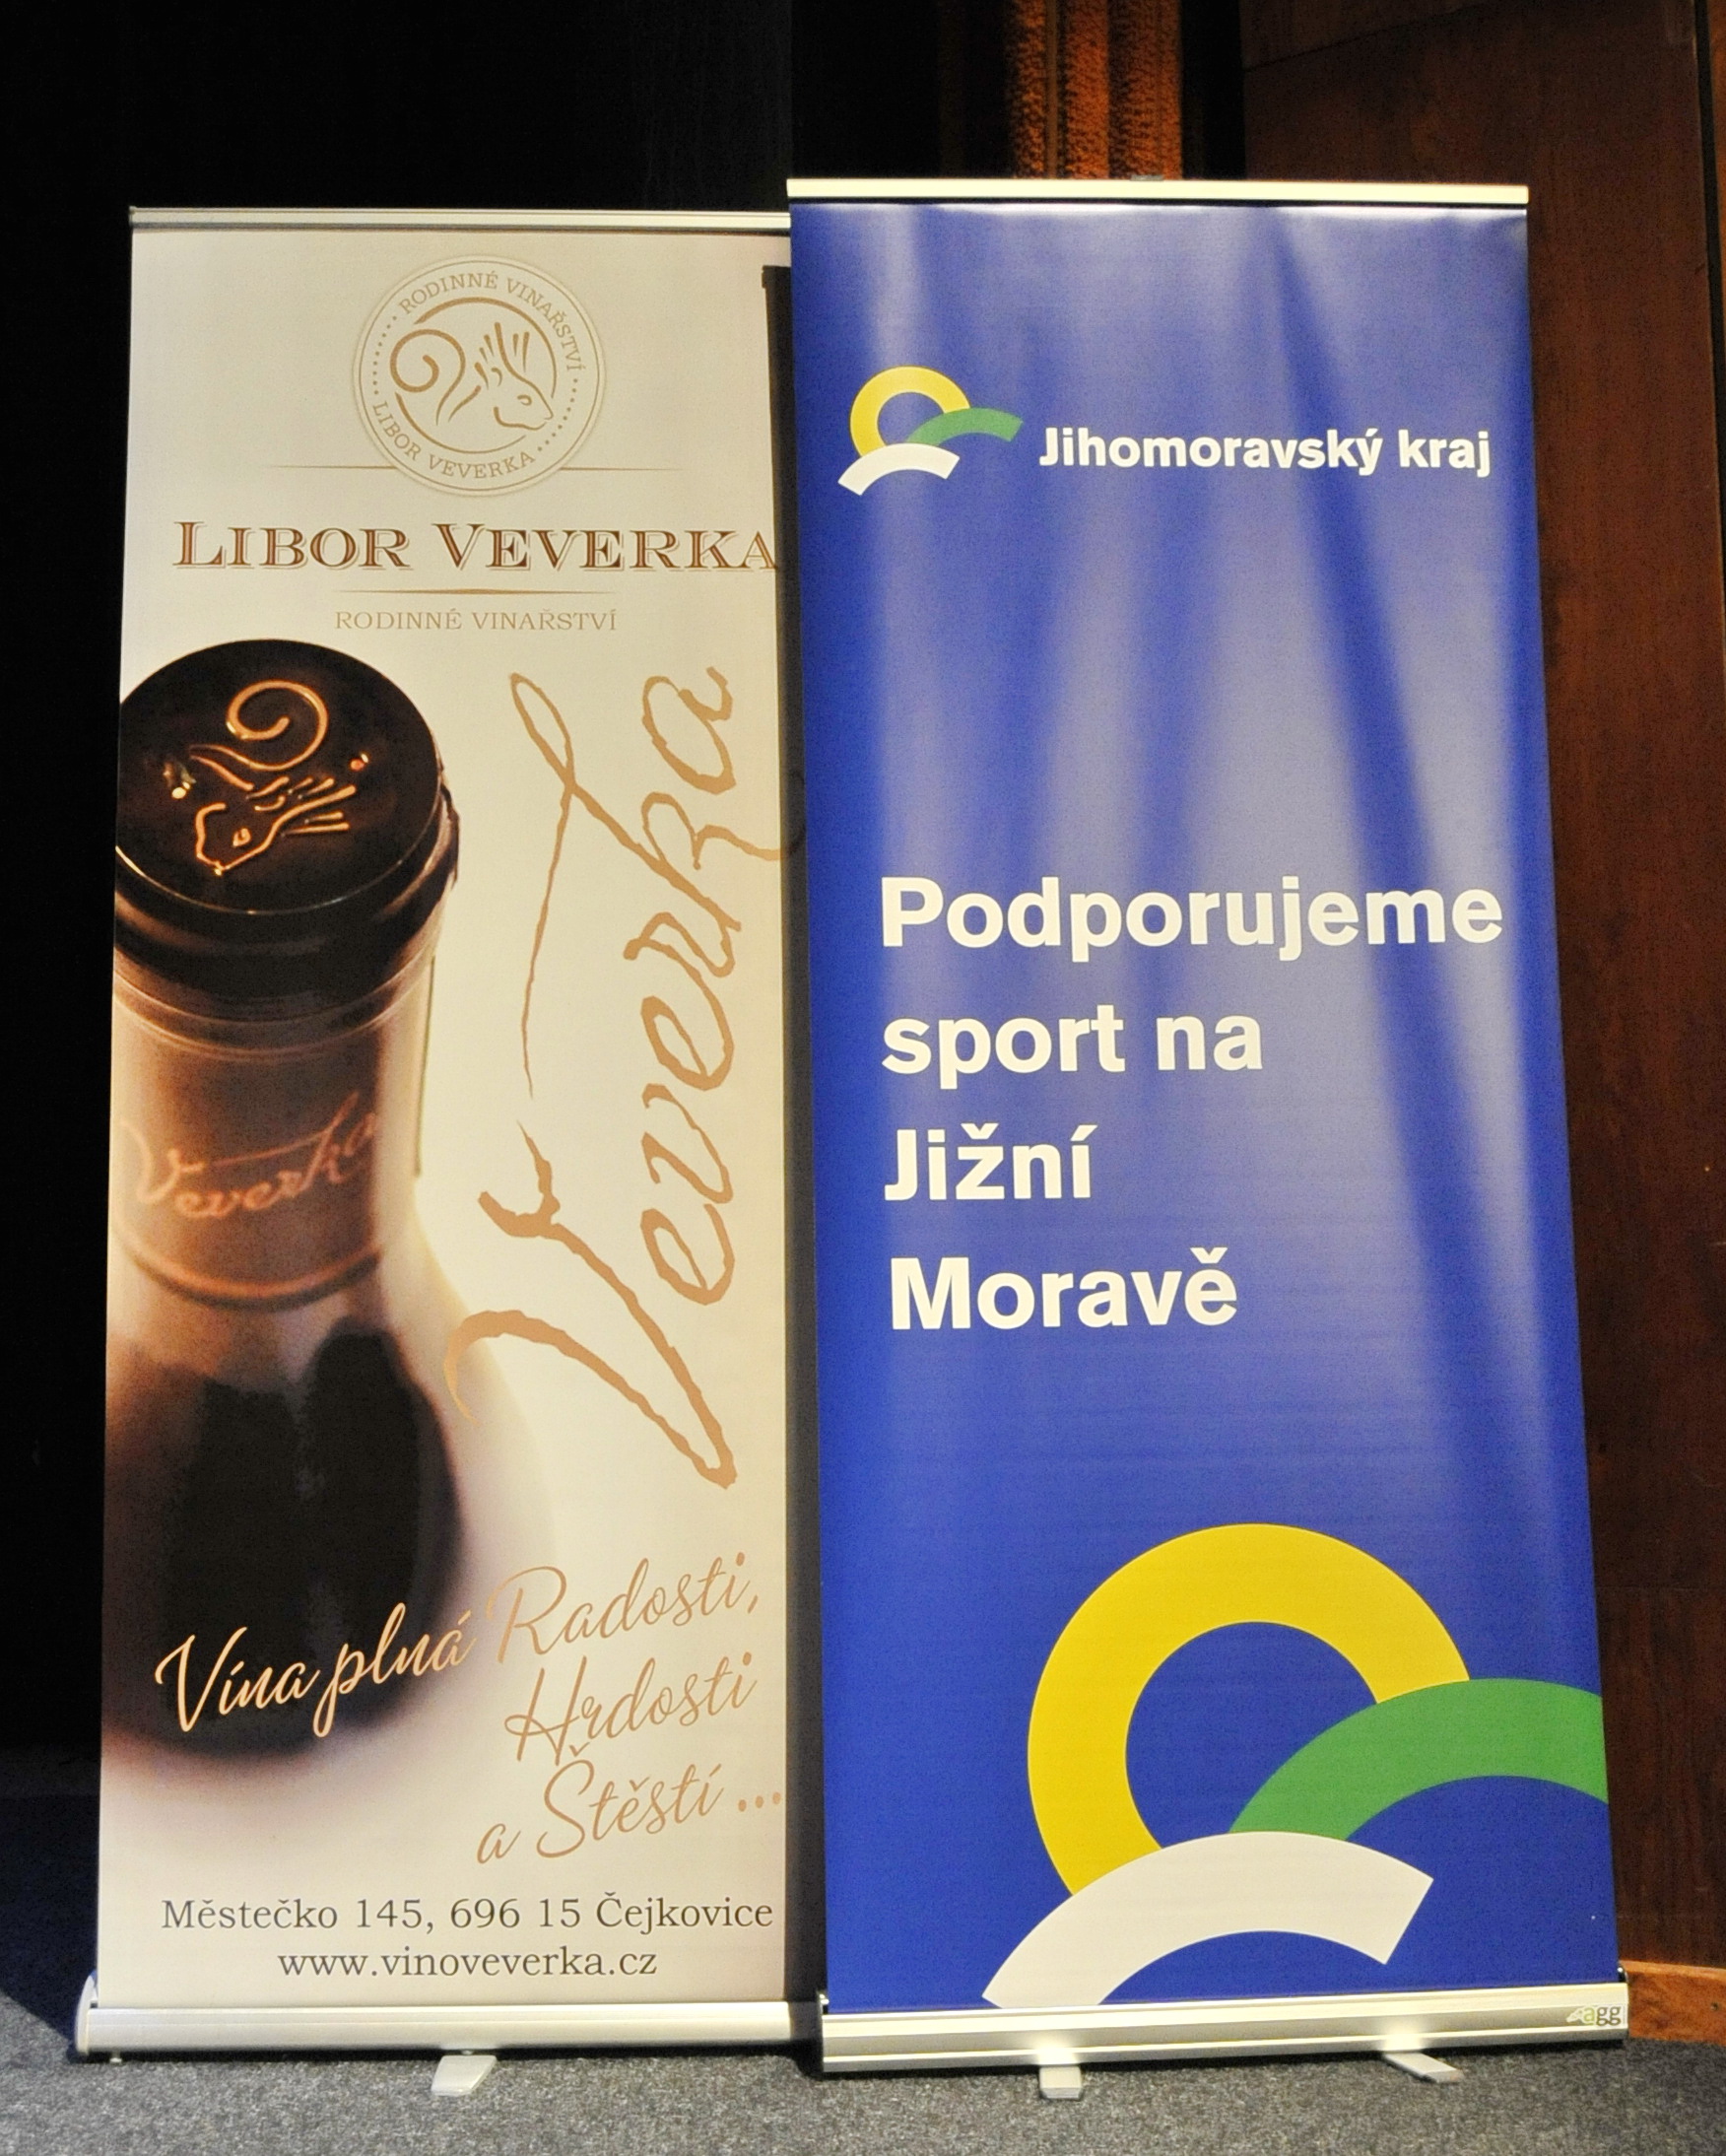 RODINNÉ VINAŘSTVÍ
LIBOR VEVERKA
LIBOR VEVERKA
RODINNÉ VINAŘSTVÍ
Veverka
Veverka
Vína plná Radosti,
Hrdosti
a Štěstí ...
Městečko 145, 696 15 Čejkovice
www.vinoveverka.cz
Jihomoravský kraj
Podporujeme
sport na
Jižní
Moravě
agg